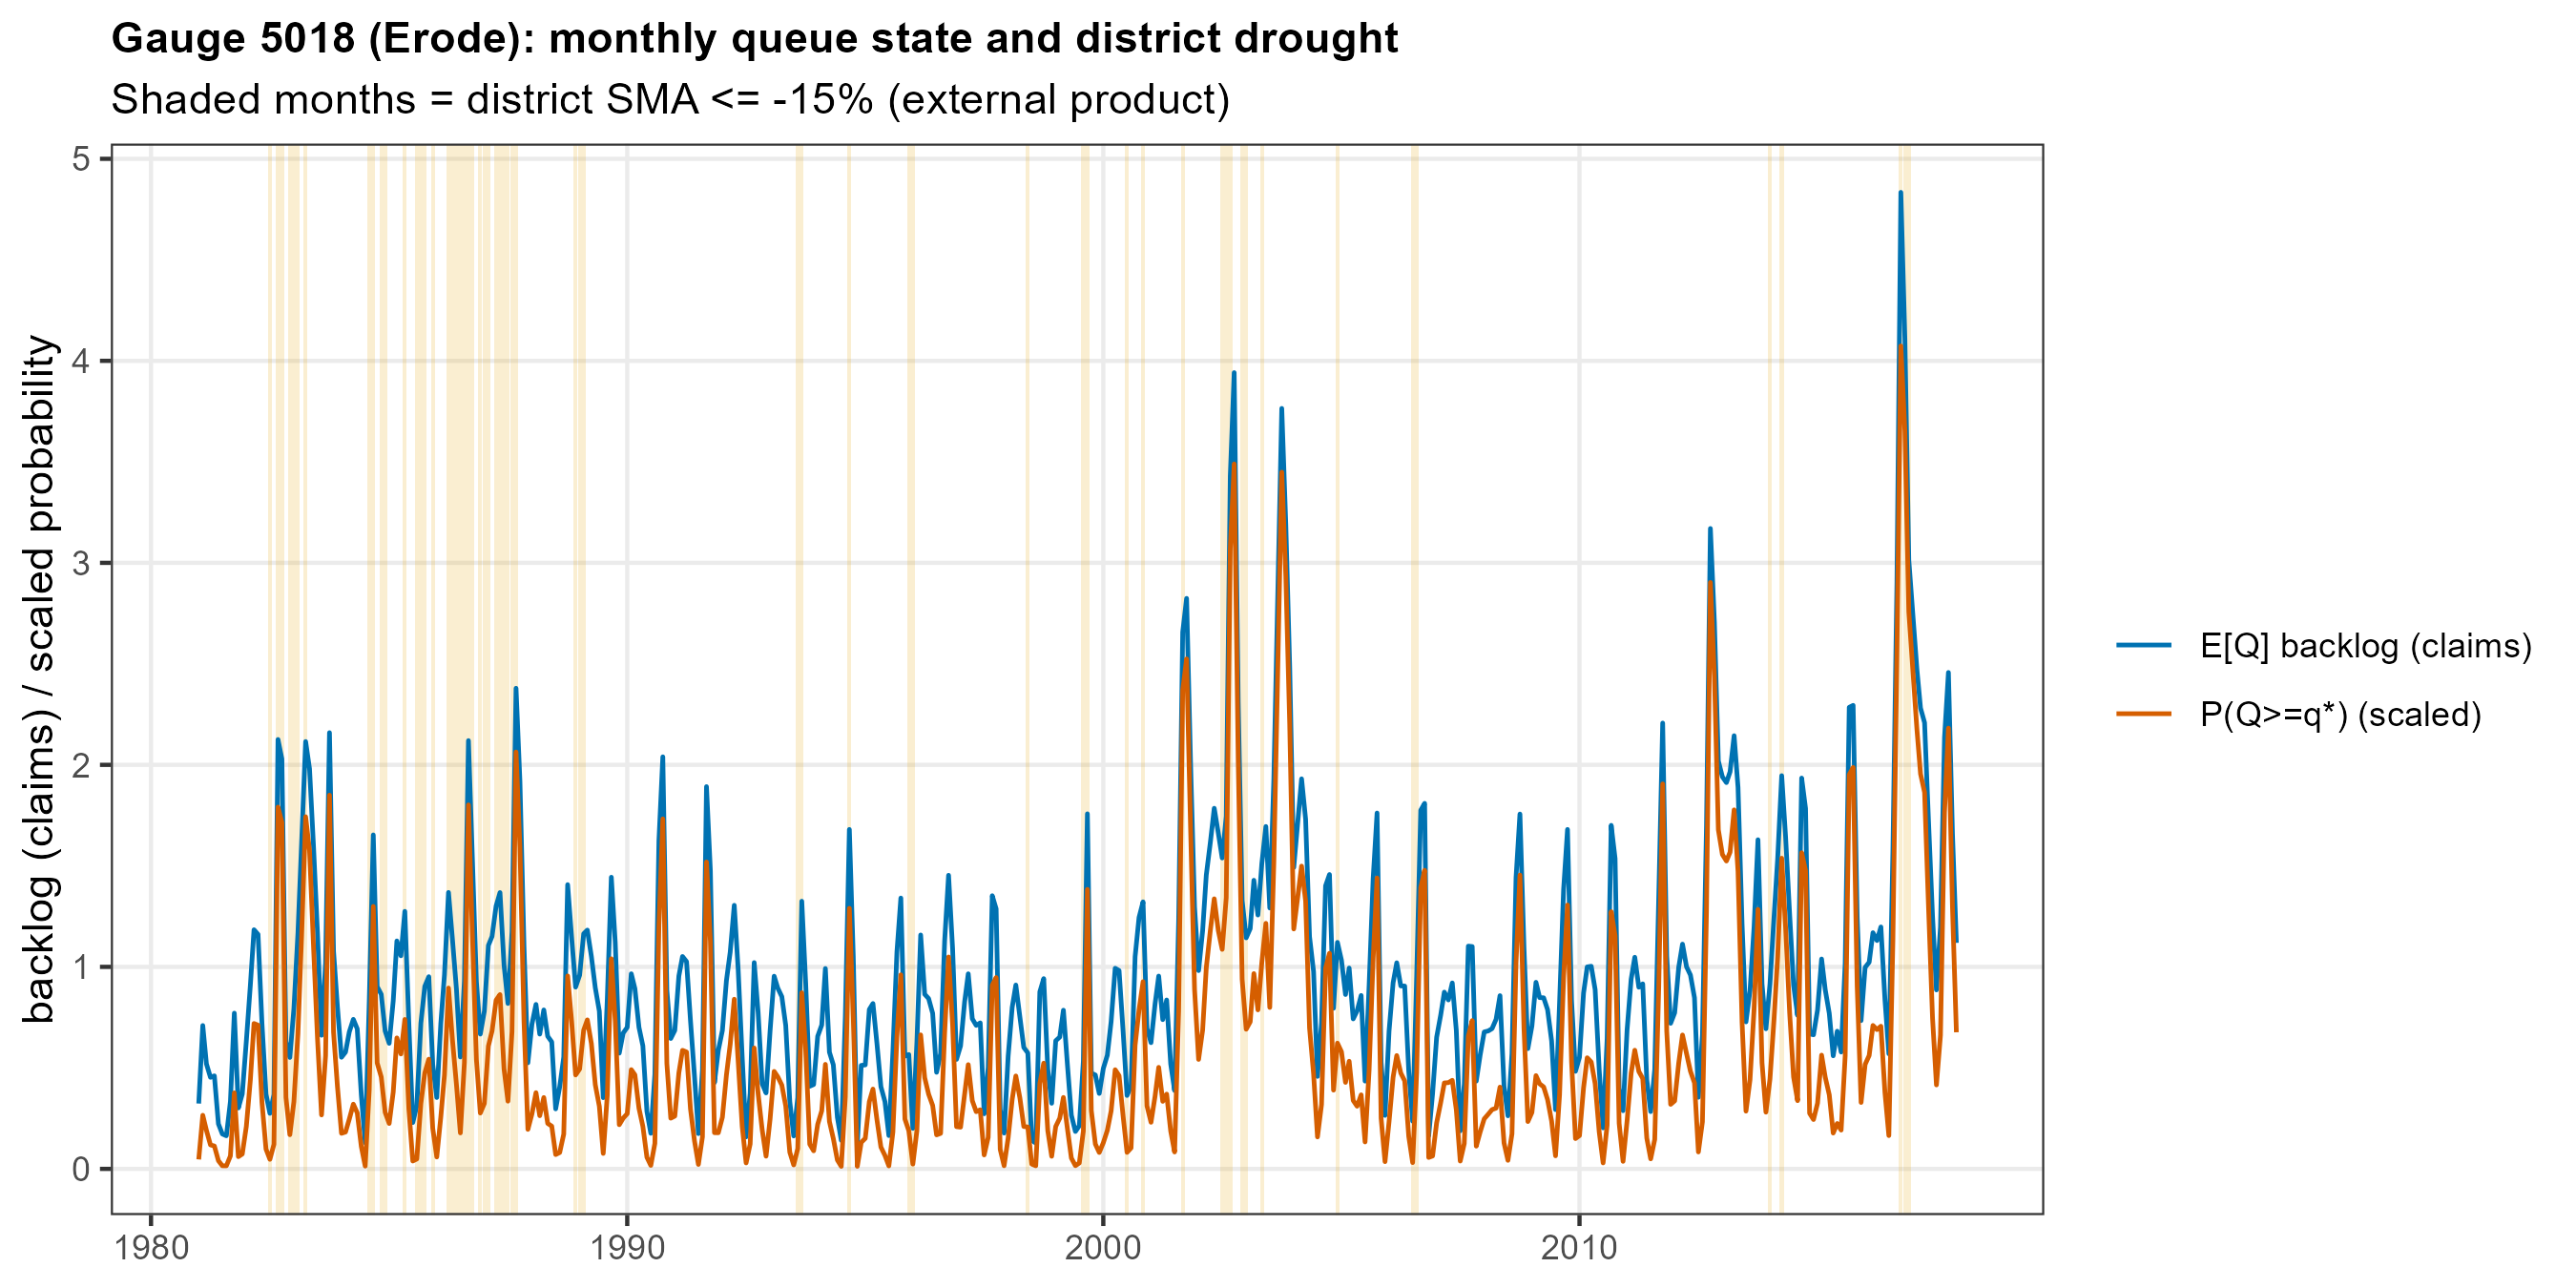 Gauge 5018 (Erode): monthly queue state and district drought
Shaded months = district SMA <= -15% (external product)
backlog (claims) / scaled probability
5
4
3
2
1
0
1980
1990
2000
2010
E[Q] backlog (claims)
P(Q>=q*) (scaled)